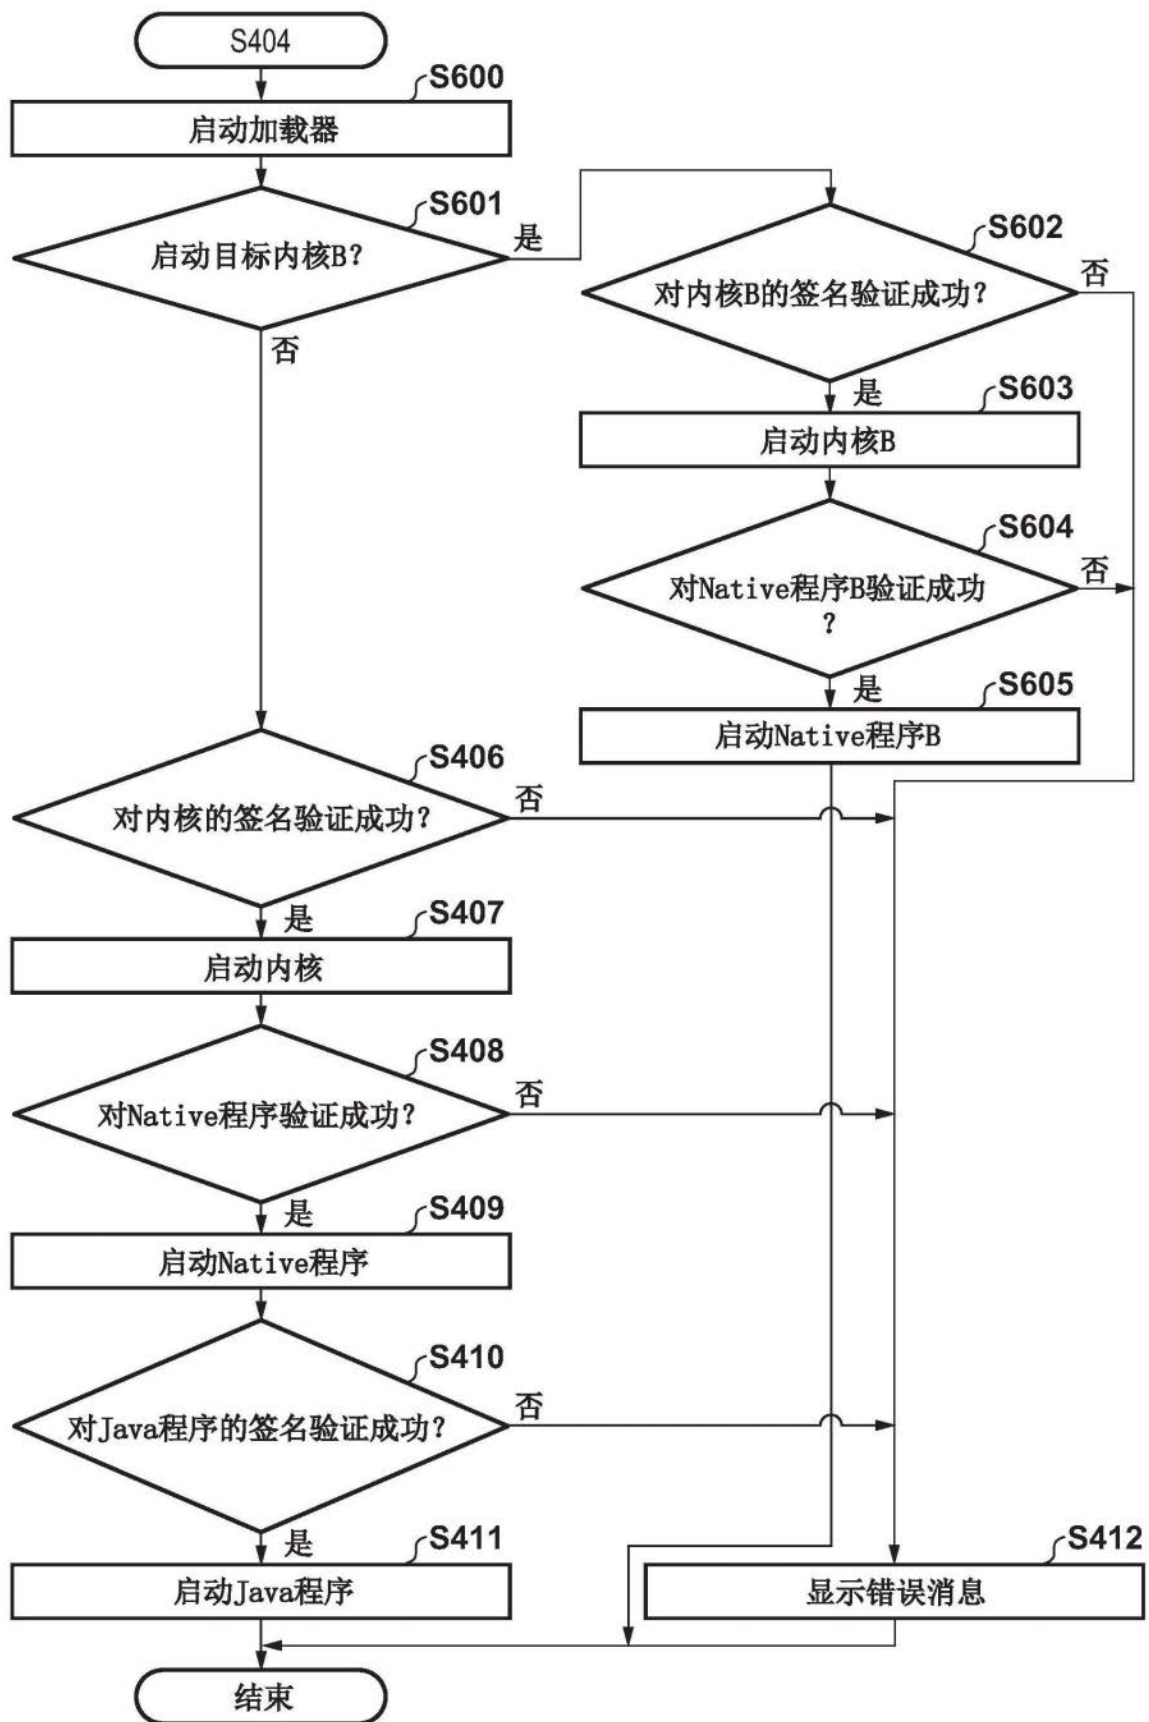 S404
S600
启动加载器
S601
启动目标内核B?
是
否
S602
对内核B的签名验证成功?
否
是
S603
启动内核B
S604
对Native程序B验证成功
?
否
是
S605
启动Native程序B
S406
对内核的签名验证成功?
否
是
S407
启动内核
S408
对Native程序验证成功?
否
是
S409
启动Native程序
S410
对Java程序的签名验证成功?
否
是
S411
启动Java程序
S412
显示错误消息
结束